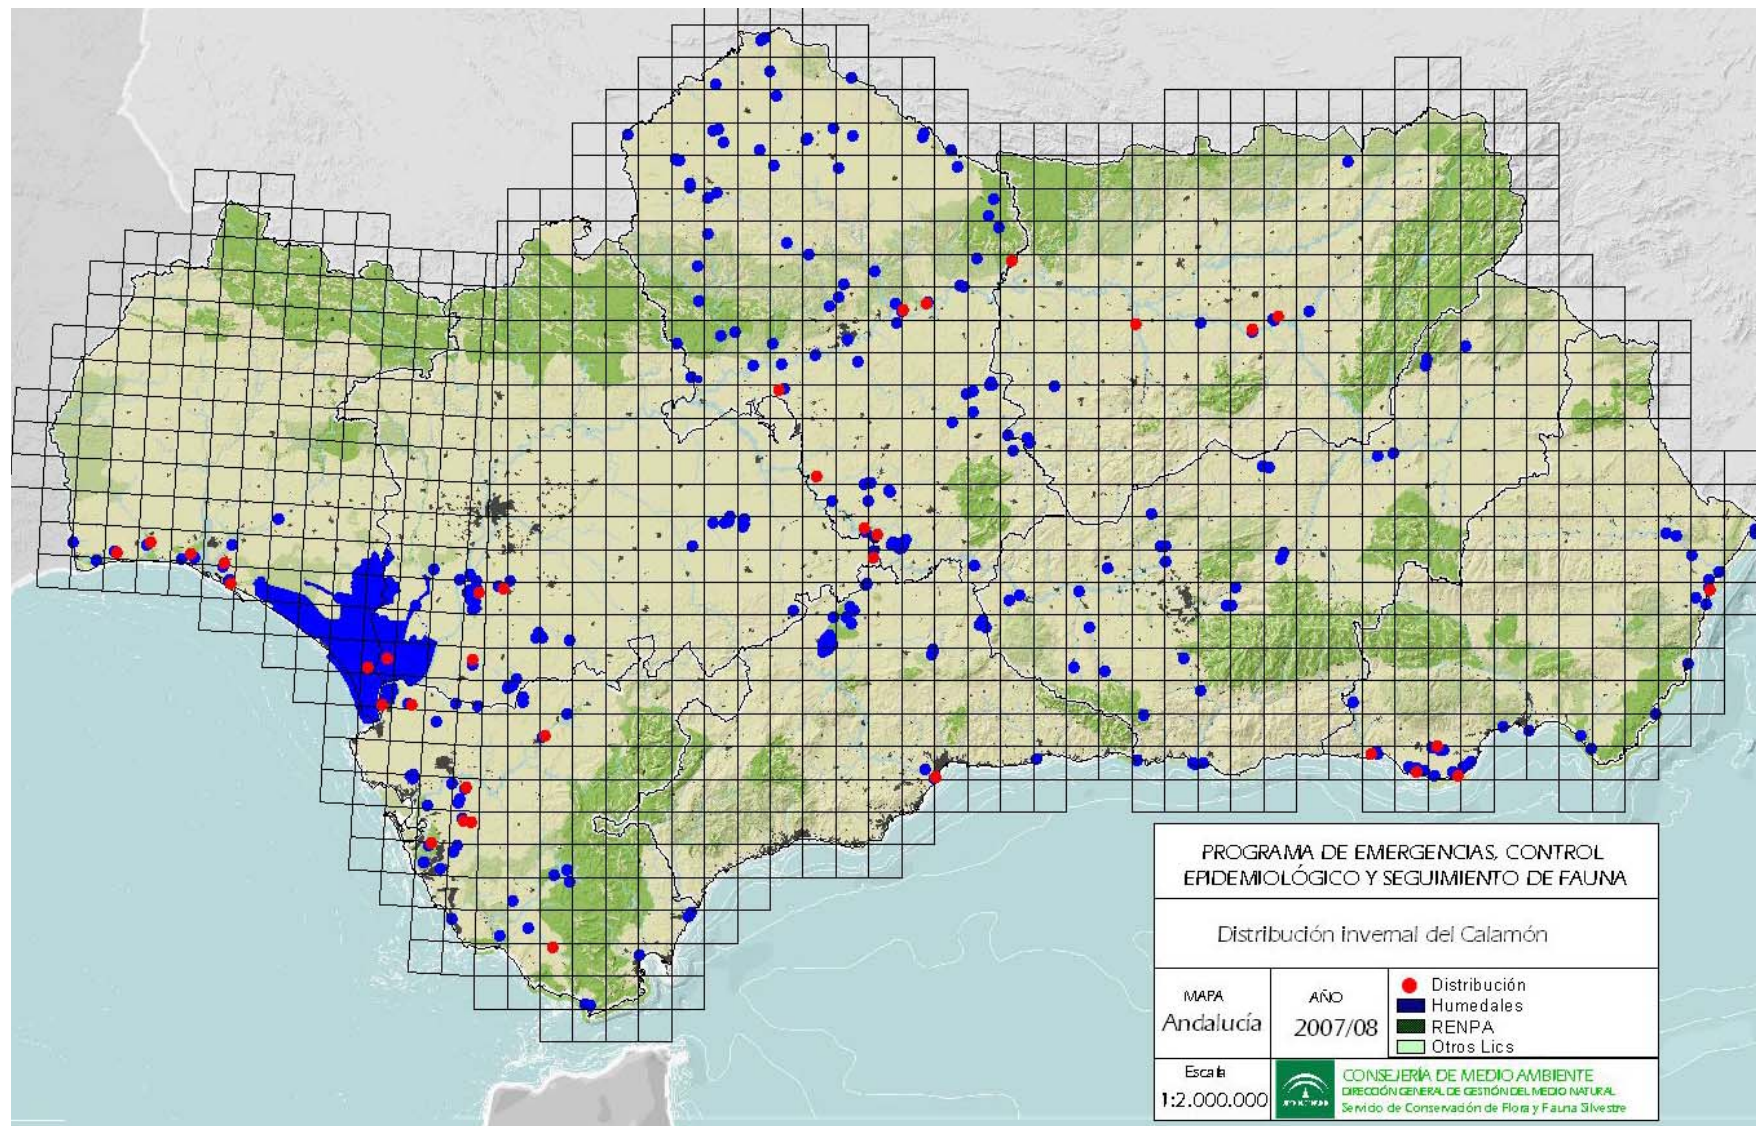 PROGRAMA DE EMERGENCIAS, CONTROL
EPIDEMIOLÓGICO Y SEGUIMIENTO DE FAUNA
Distribución invernal del Calamón
MAPA
Andalucía
AÑO
2007/08
Distribución
Humedales
RENPA
Otros Lics
Escala
1:2.000.000
CONSEJERÍA DE MEDIO AMBIENTE
DIRECCIÓN GENERAL DE GESTIÓN DEL MEDIO NATURAL
Servicio de Conservación de Flora y Fauna Silvestre